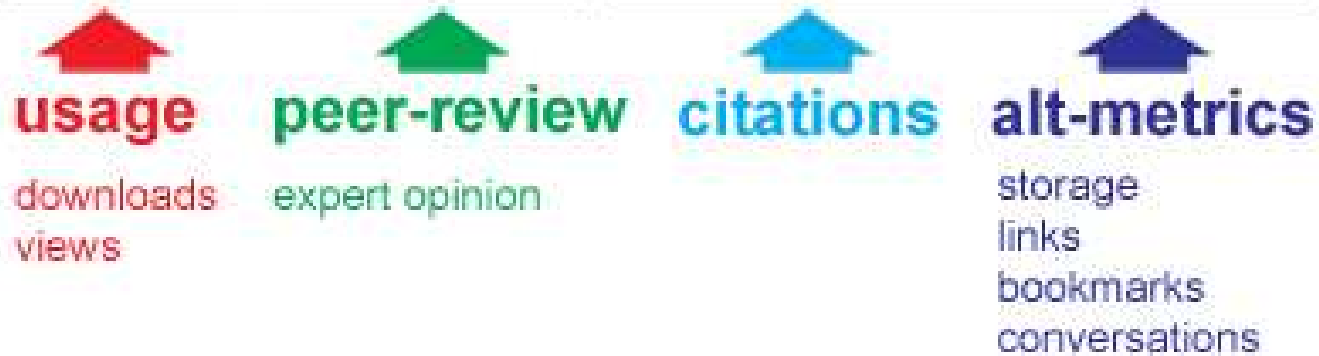 usage
downloads
views
peer-review
expert opinion
citations
alt-metrics
storage
links
bookmarks
conversations